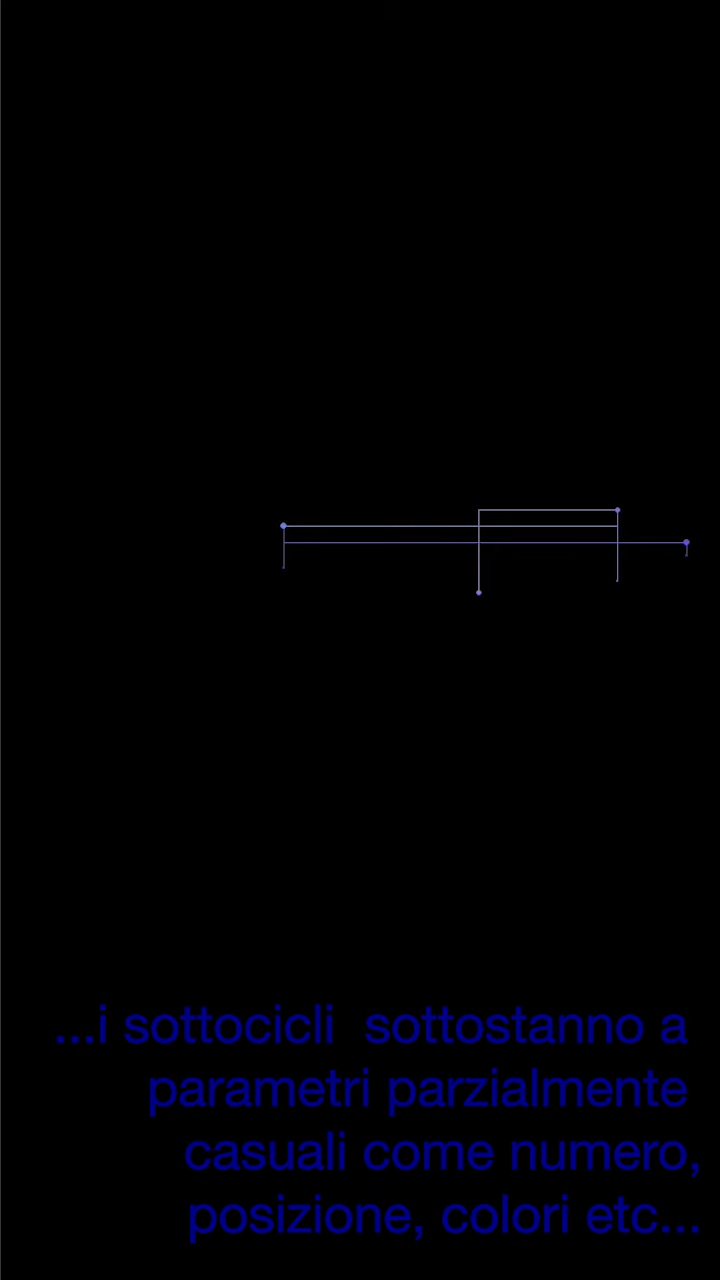 ...i sottocicli  sottostanno a
parametri parzialmente
casuali come numero,
posizione, colori etc...